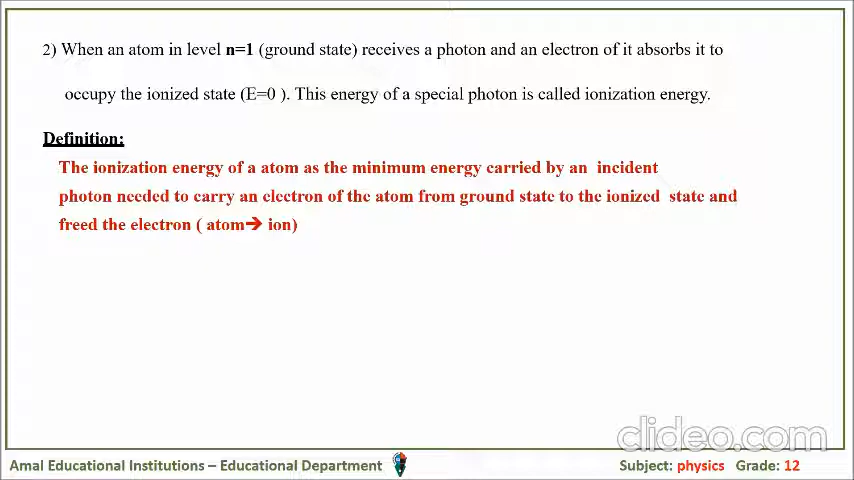 2) When an atom in level n=1 (ground state) receives a photon and an electron of it absorbs it to
occupy the ionized state (E=0 ). This energy of a special photon is called ionization energy.
Definition:
The ionization energy of a atom as the minimum energy carried by an incident
photon needed to carry an electron of the atom from ground state to the ionized state and
freed the electron ( atom➔ ion)
clideo.com
Amal Educational Institutions – Educational Department
Subject: physics Grade: 12